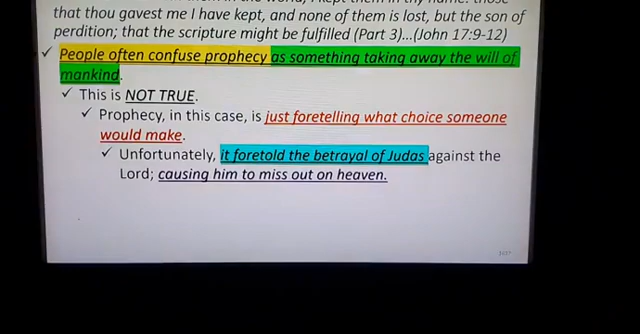 that thou gavest me I have kept, and none of them is lost, but the son of
perdition; that the scripture might be fulfilled (Part 3)...(John 17:9-12)
✓ People often confuse prophecy as something taking away the will of
mankind.
✓ This is NOT TRUE.
✓ Prophecy, in this case, is just foretelling what choice someone
would make.
✓ Unfortunately, it foretold the betrayal of Judas against the
Lord; causing him to miss out on heaven.